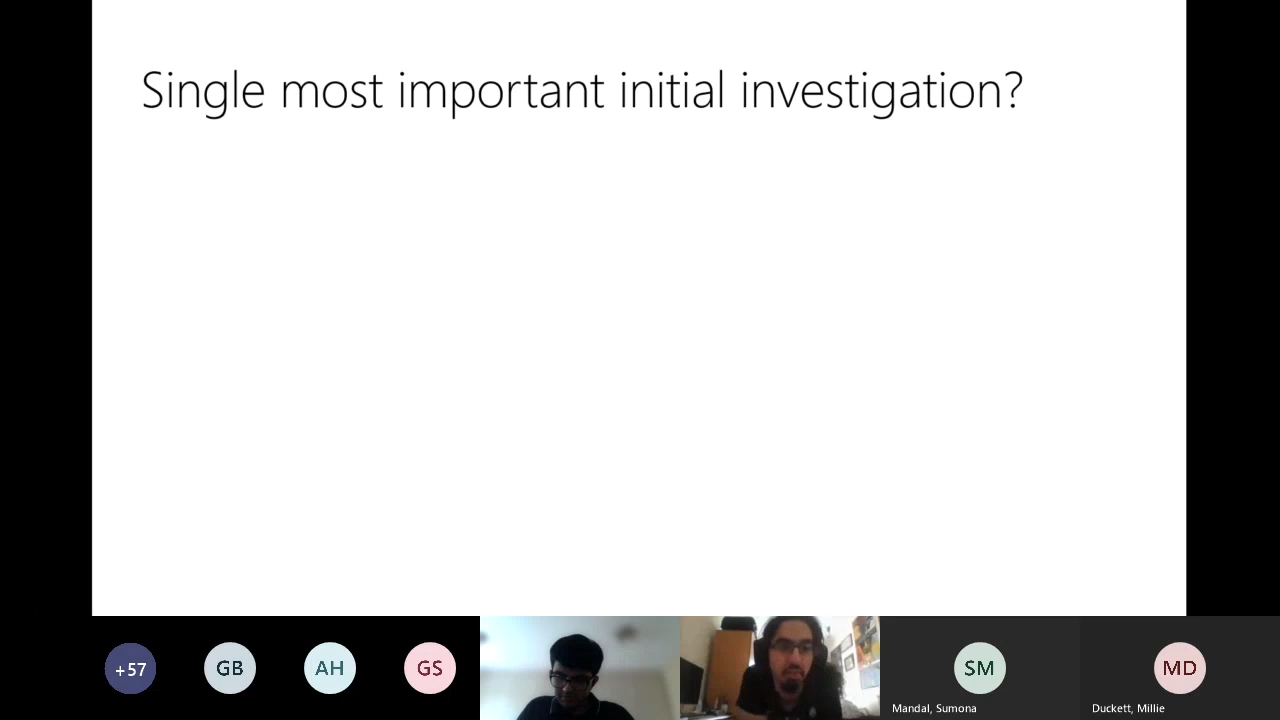 Single most important initial investigation?
+57
GB
AH
GS
SM
MD
Mandal, Sumona
Duckett, Millie